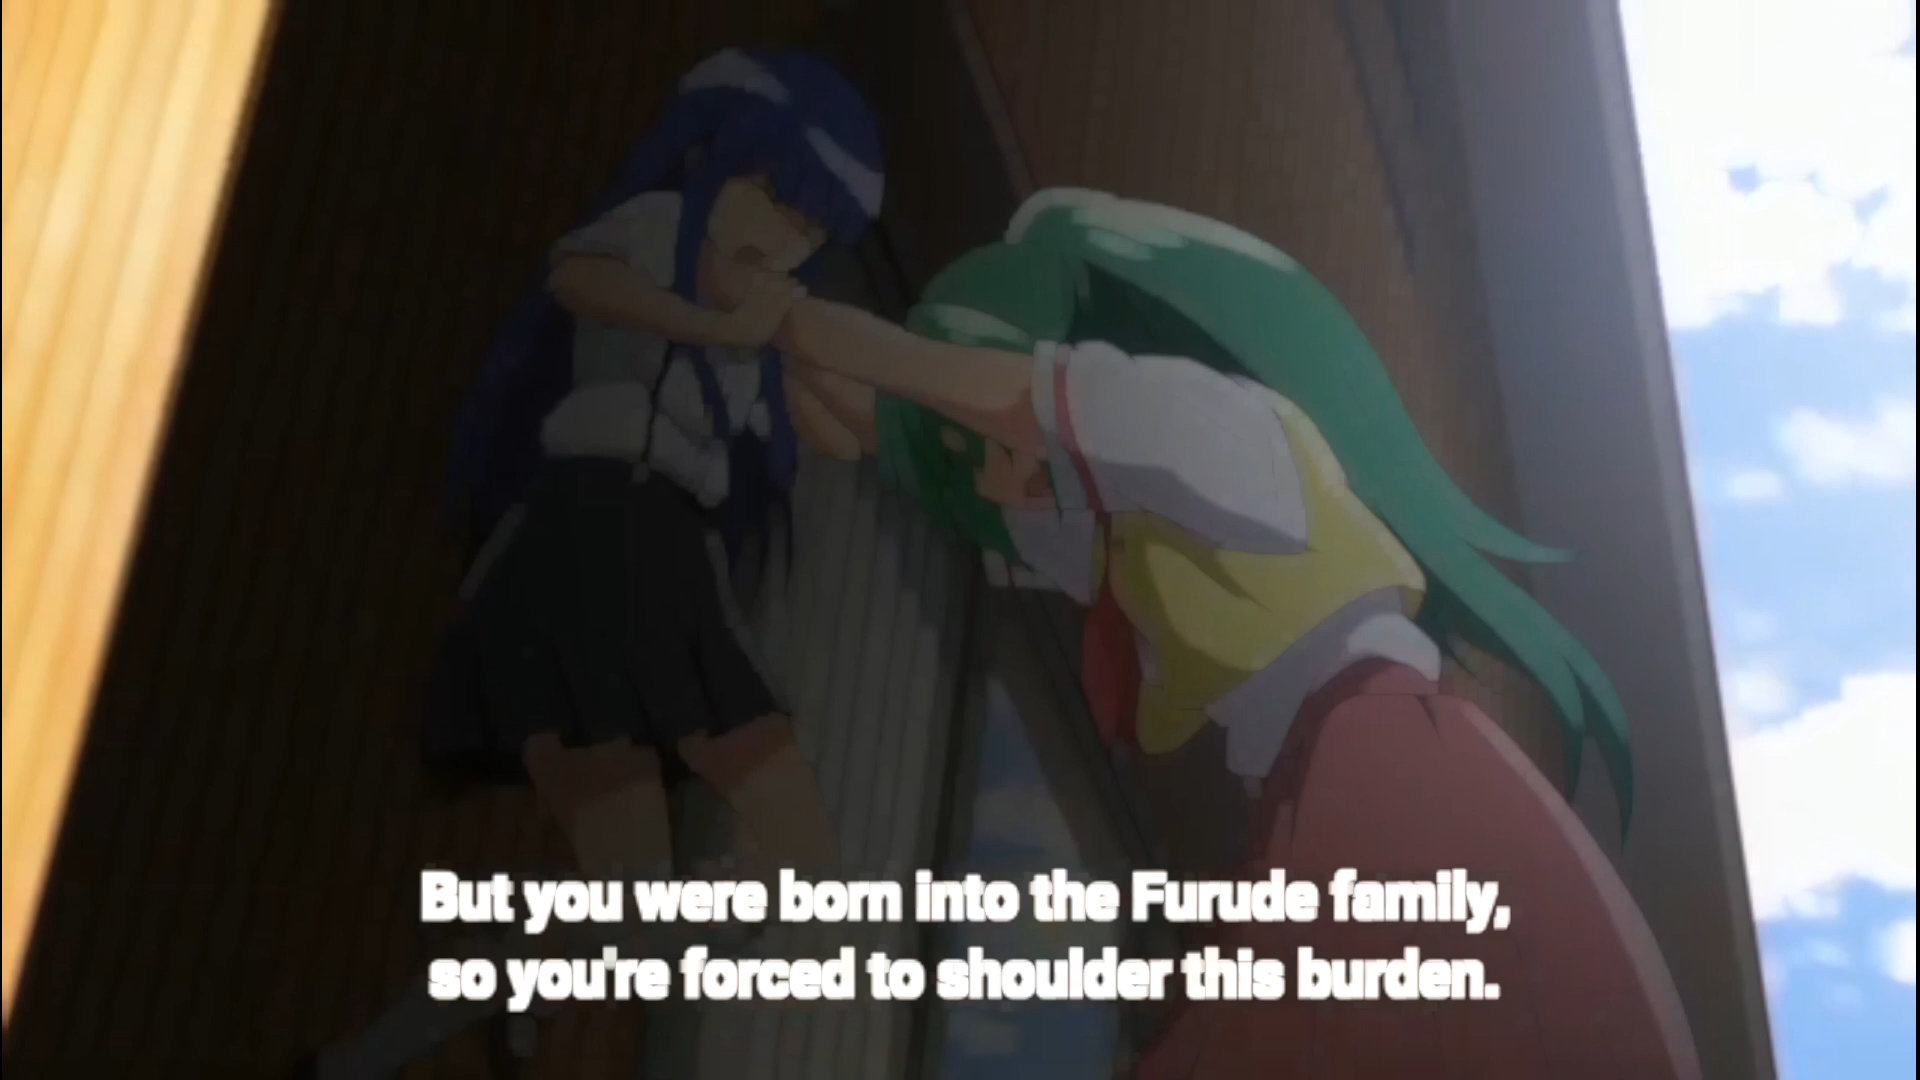 But you were born into the Furude family,
so you're forced to shoulder this burden.